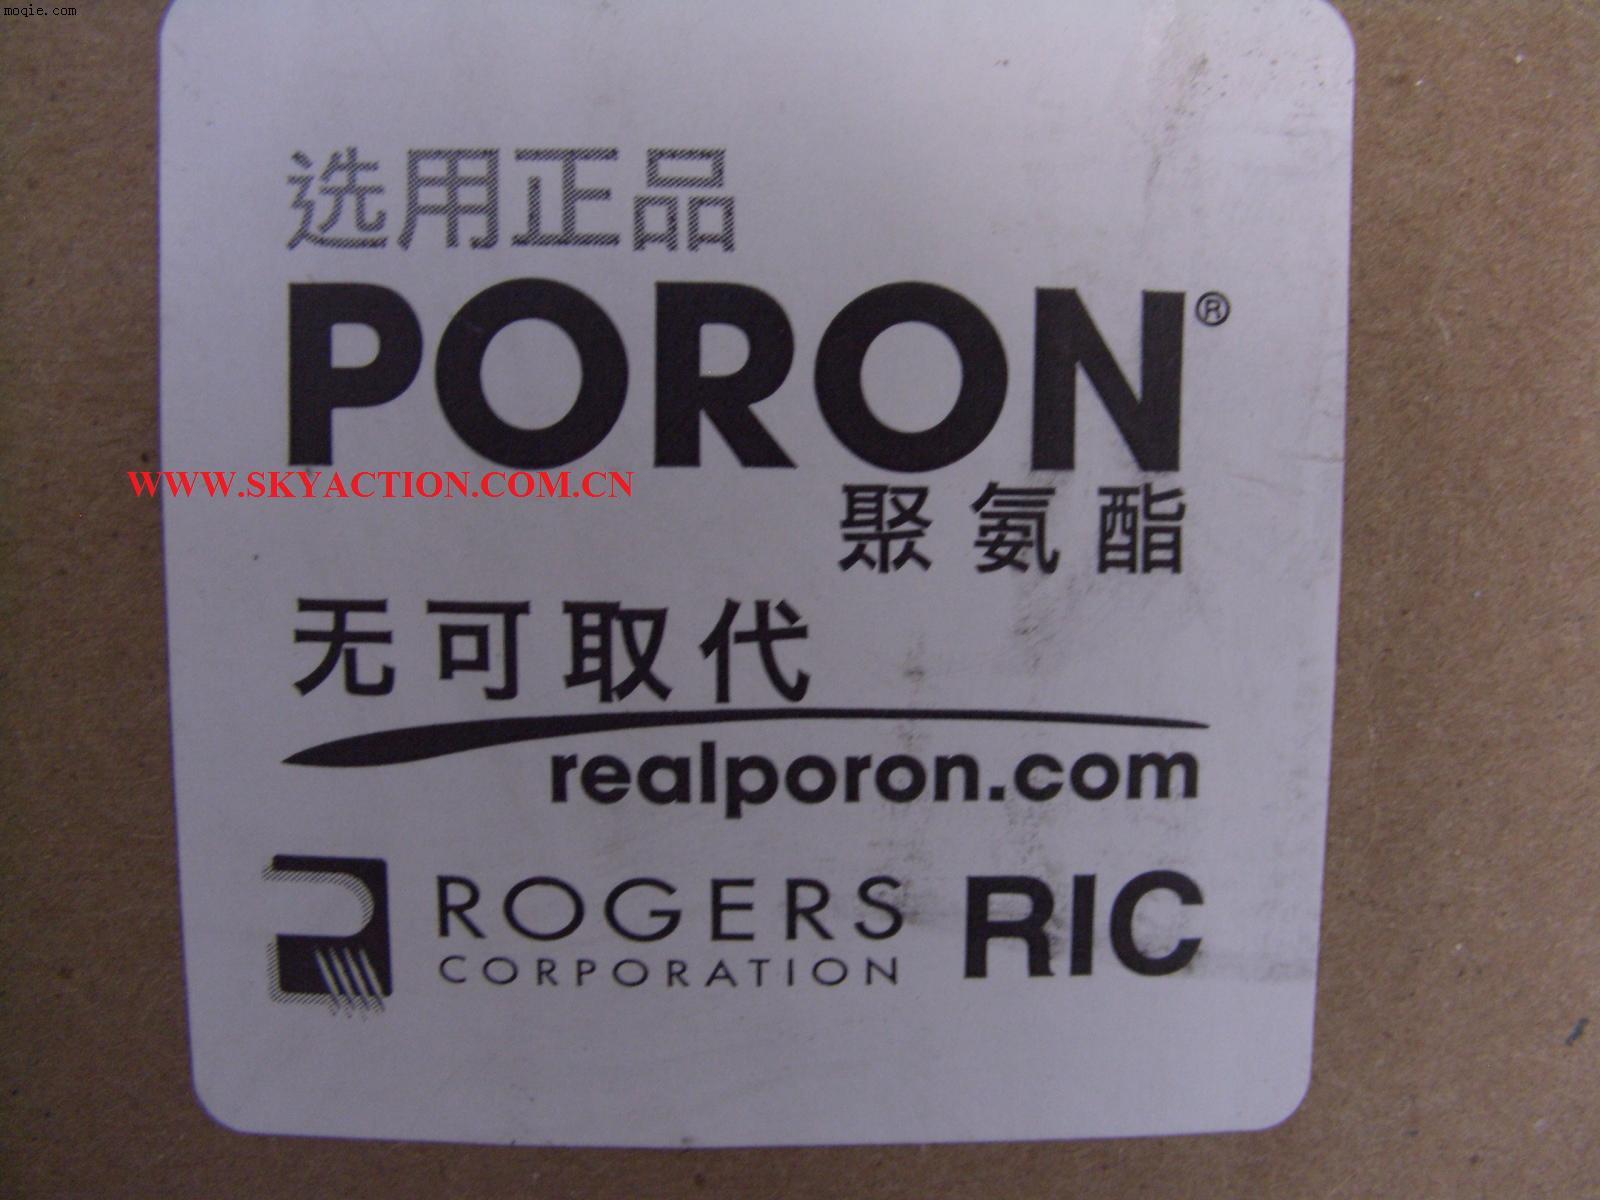 moqie.com
选用正品
PORON®
WWW.SKYACTION.COM.CN
聚氨酯
无可取代
realporon.com
ROGERS RIC
CORPORATION